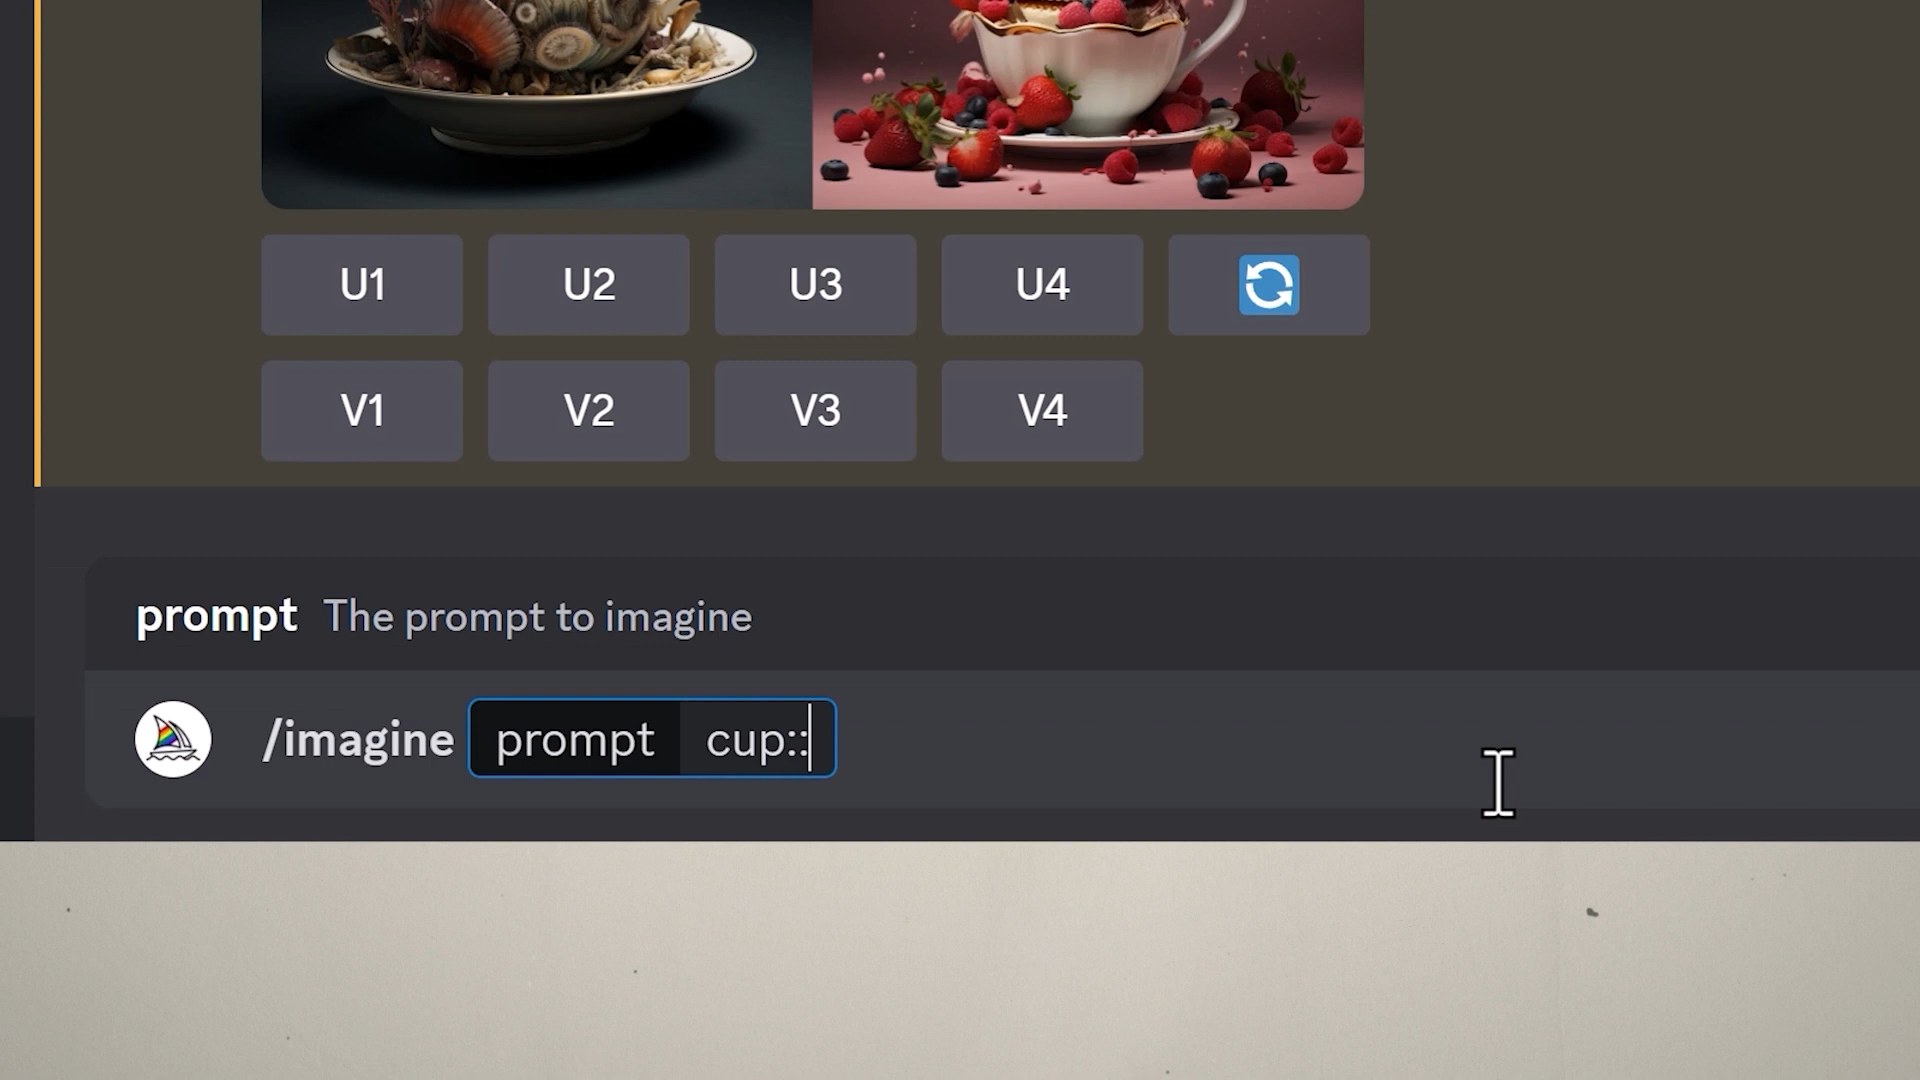 U1 U2 U3 U4
V1 V2 V3 V4
prompt The prompt to imagine
/imagine prompt cup::